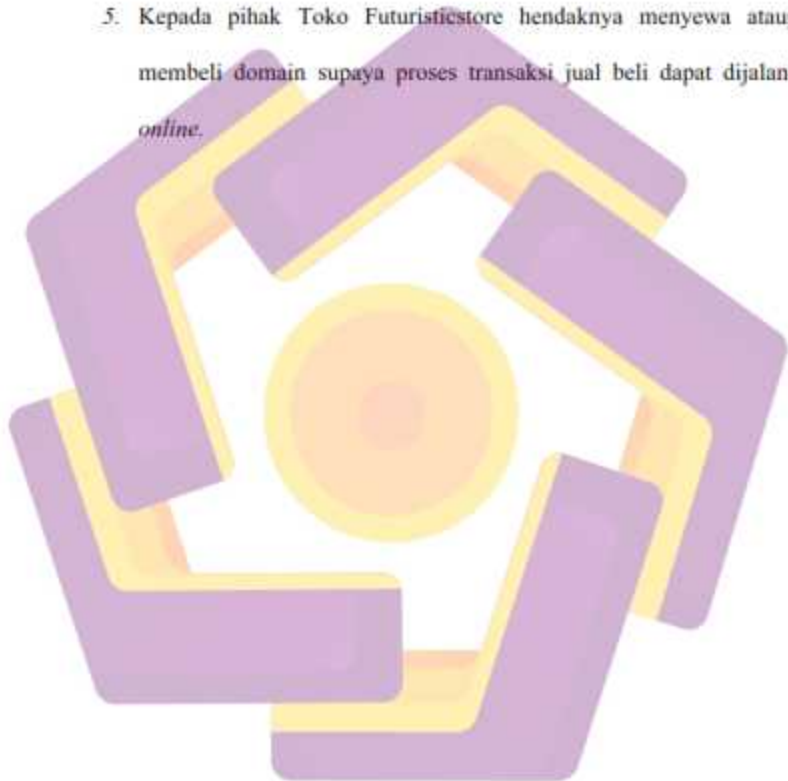 5. Kepada pihak Toko Futuristicstore hendaknya menyewa atau
membeli domain supaya proses transaksi jual beli dapat dijalan
online.